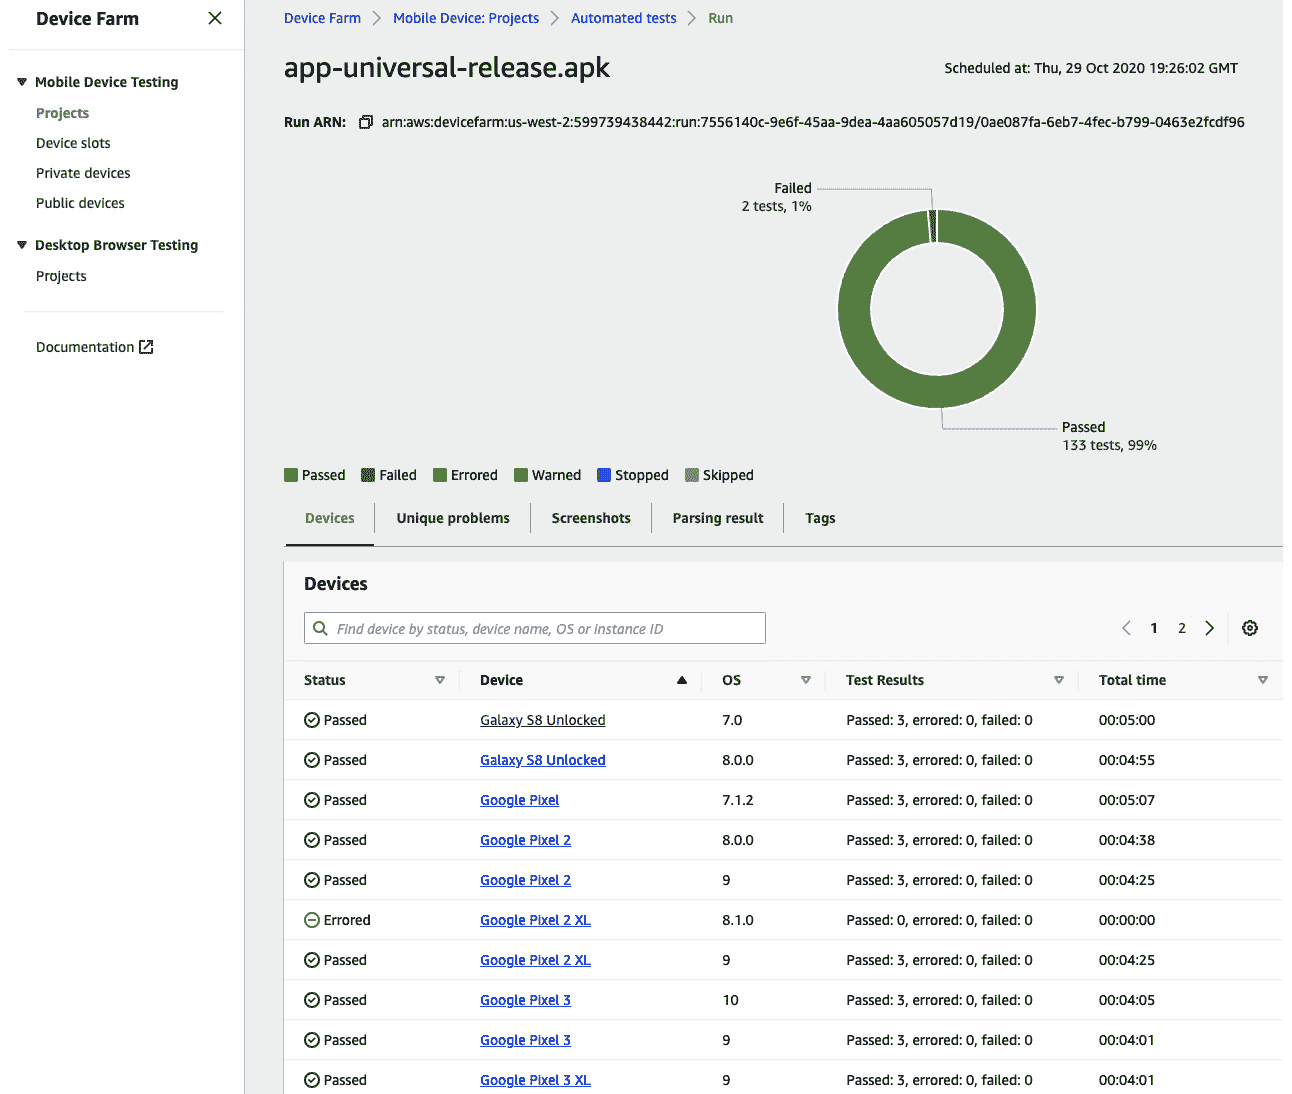 Device Farm
Mobile Device Testing
Projects
Device slots
Private devices
Public devices
Desktop Browser Testing
Projects
Documentation
Device Farm > Mobile Device: Projects > Automated tests > Run
app-universal-release.apk
Scheduled at: Thu, 29 Oct 2020 19:26:02 GMT
Run ARN: arn:aws:devicefarm:us-west-2:599739438442:run:7556140c-9e6f-45aa-9dea-4aa605057d19/0ae087fa-6eb7-4fec-b799-0463e2fcdf96
Failed
2 tests, 1%
Passed
133 tests, 99%
Passed Failed Errored Warned Stopped Skipped
Devices Unique problems Screenshots Parsing result Tags
Devices
Find device by status, device name, OS or instance ID
1 2
Status Device OS Test Results Total time
Passed Galaxy S8 Unlocked 7.0 Passed: 3, errored: 0, failed: 0 00:05:00
Passed Galaxy S8 Unlocked 8.0.0 Passed: 3, errored: 0, failed: 0 00:04:55
Passed Google Pixel 7.1.2 Passed: 3, errored: 0, failed: 0 00:05:07
Passed Google Pixel 2 8.0.0 Passed: 3, errored: 0, failed: 0 00:04:38
Passed Google Pixel 2 9 Passed: 3, errored: 0, failed: 0 00:04:25
Errored Google Pixel 2 XL 8.1.0 Passed: 0, errored: 0, failed: 0 00:00:00
Passed Google Pixel 2 XL 9 Passed: 3, errored: 0, failed: 0 00:04:25
Passed Google Pixel 3 10 Passed: 3, errored: 0, failed: 0 00:04:05
Passed Google Pixel 3 9 Passed: 3, errored: 0, failed: 0 00:04:01
Passed Google Pixel 3 XL 9 Passed: 3, errored: 0, failed: 0 00:04:01